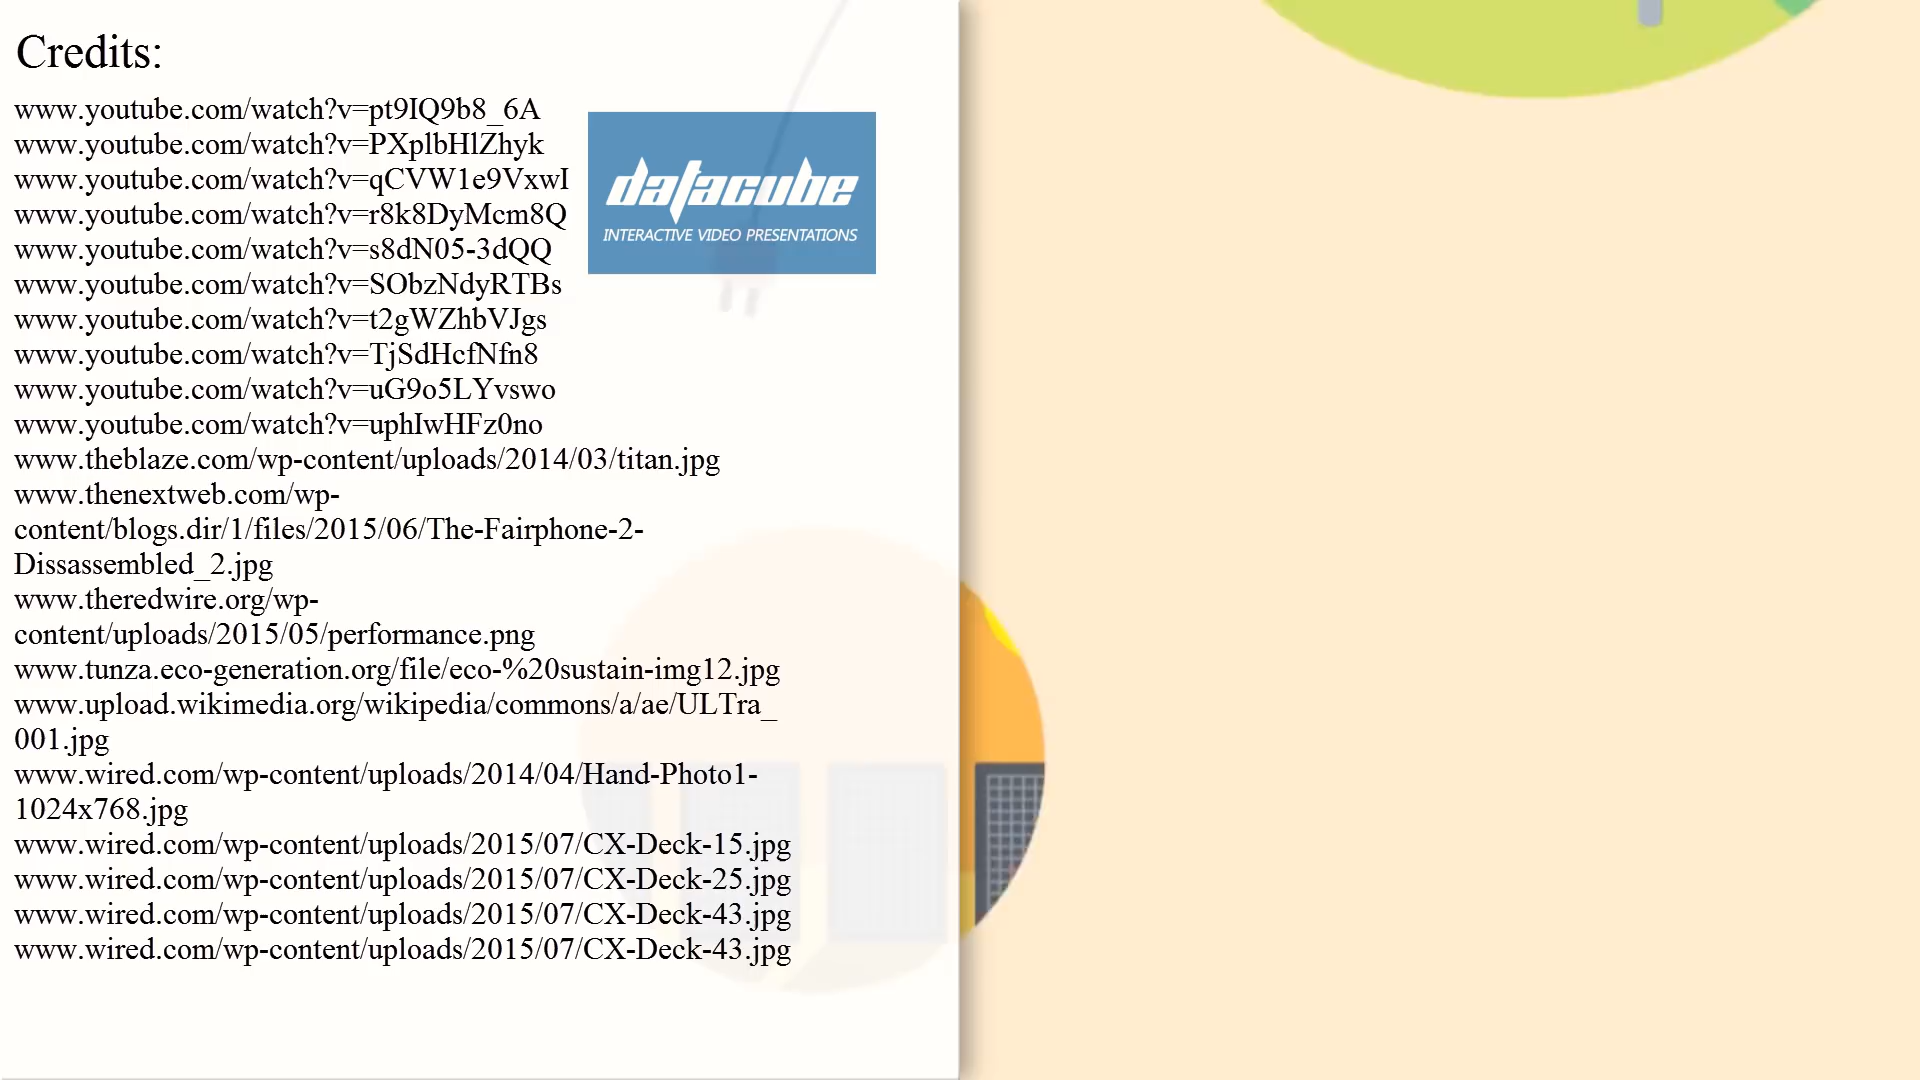 Credits:
www.youtube.com/watch?v=pt9IQ9b8_6A
www.youtube.com/watch?v=PXplbHlZhyk
www.youtube.com/watch?v=qCVW1e9VxwI
www.youtube.com/watch?v=r8k8DyMcm8Q
www.youtube.com/watch?v=s8dN05-3dQQ
www.youtube.com/watch?v=SObzNdyRTBs
www.youtube.com/watch?v=t2gWZhbVJgs
www.youtube.com/watch?v=TjSdHcfNfn8
www.youtube.com/watch?v=uG9o5LYvswo
www.youtube.com/watch?v=uphIwHFz0no
www.theblaze.com/wp-content/uploads/2014/03/titan.jpg
www.thenextweb.com/wp-
content/blogs.dir/1/files/2015/06/The-Fairphone-2-
Dissassembled_2.jpg
www.theredwire.org/wp-
content/uploads/2015/05/performance.png
www.tunza.eco-generation.org/file/eco-%20sustain-img12.jpg
www.upload.wikimedia.org/wikipedia/commons/a/ae/ULTra_
001.jpg
www.wired.com/wp-content/uploads/2014/04/Hand-Photo1-
1024x768.jpg
www.wired.com/wp-content/uploads/2015/07/CX-Deck-15.jpg
www.wired.com/wp-content/uploads/2015/07/CX-Deck-25.jpg
www.wired.com/wp-content/uploads/2015/07/CX-Deck-43.jpg
www.wired.com/wp-content/uploads/2015/07/CX-Deck-43.jpg
datacube
INTERACTIVE VIDEO PRESENTATIONS